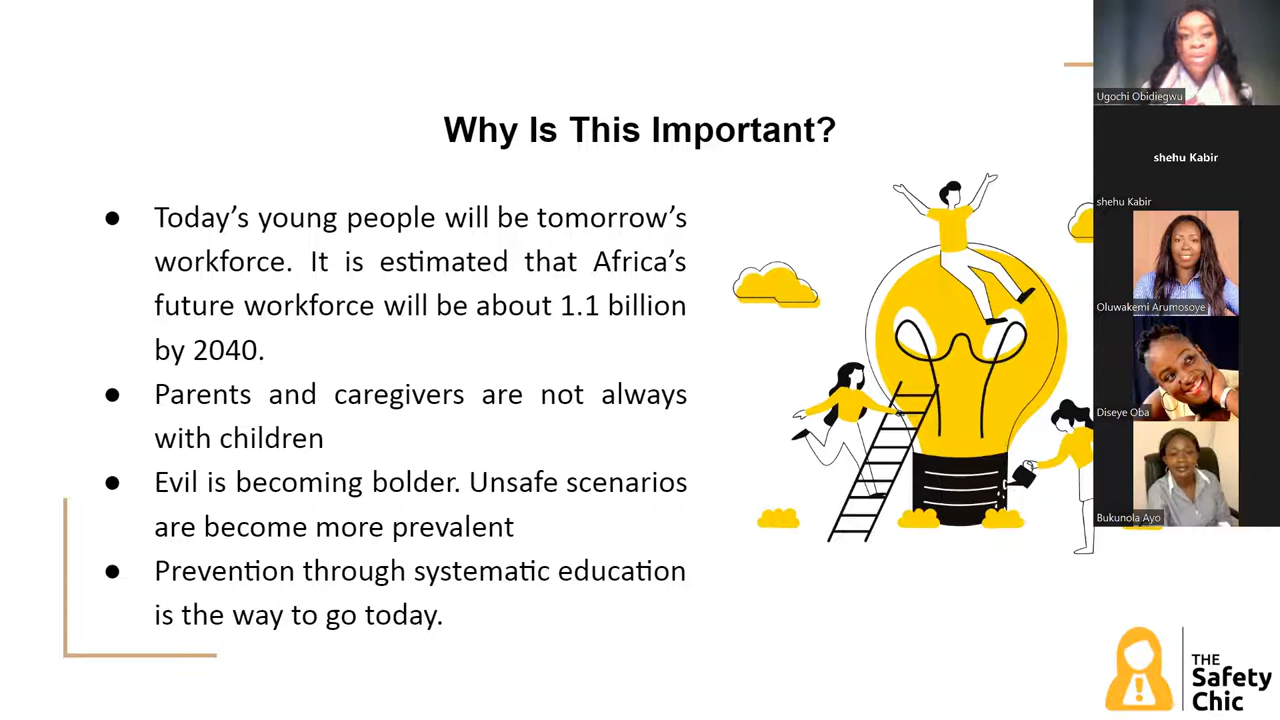 Why Is This Important?
● Today’s young people will be tomorrow’s
workforce. It is estimated that Africa’s
future workforce will be about 1.1 billion
by 2040.
● Parents and caregivers are not always
with children
● Evil is becoming bolder. Unsafe scenarios
are become more prevalent
● Prevention through systematic education
is the way to go today.
Ugochi Obidiegwu
shehu Kabir
shehu Kabir
Oluwakemi Arumosoye
Diseye Oba
Bukunola Ayo
THE
Safety
Chic